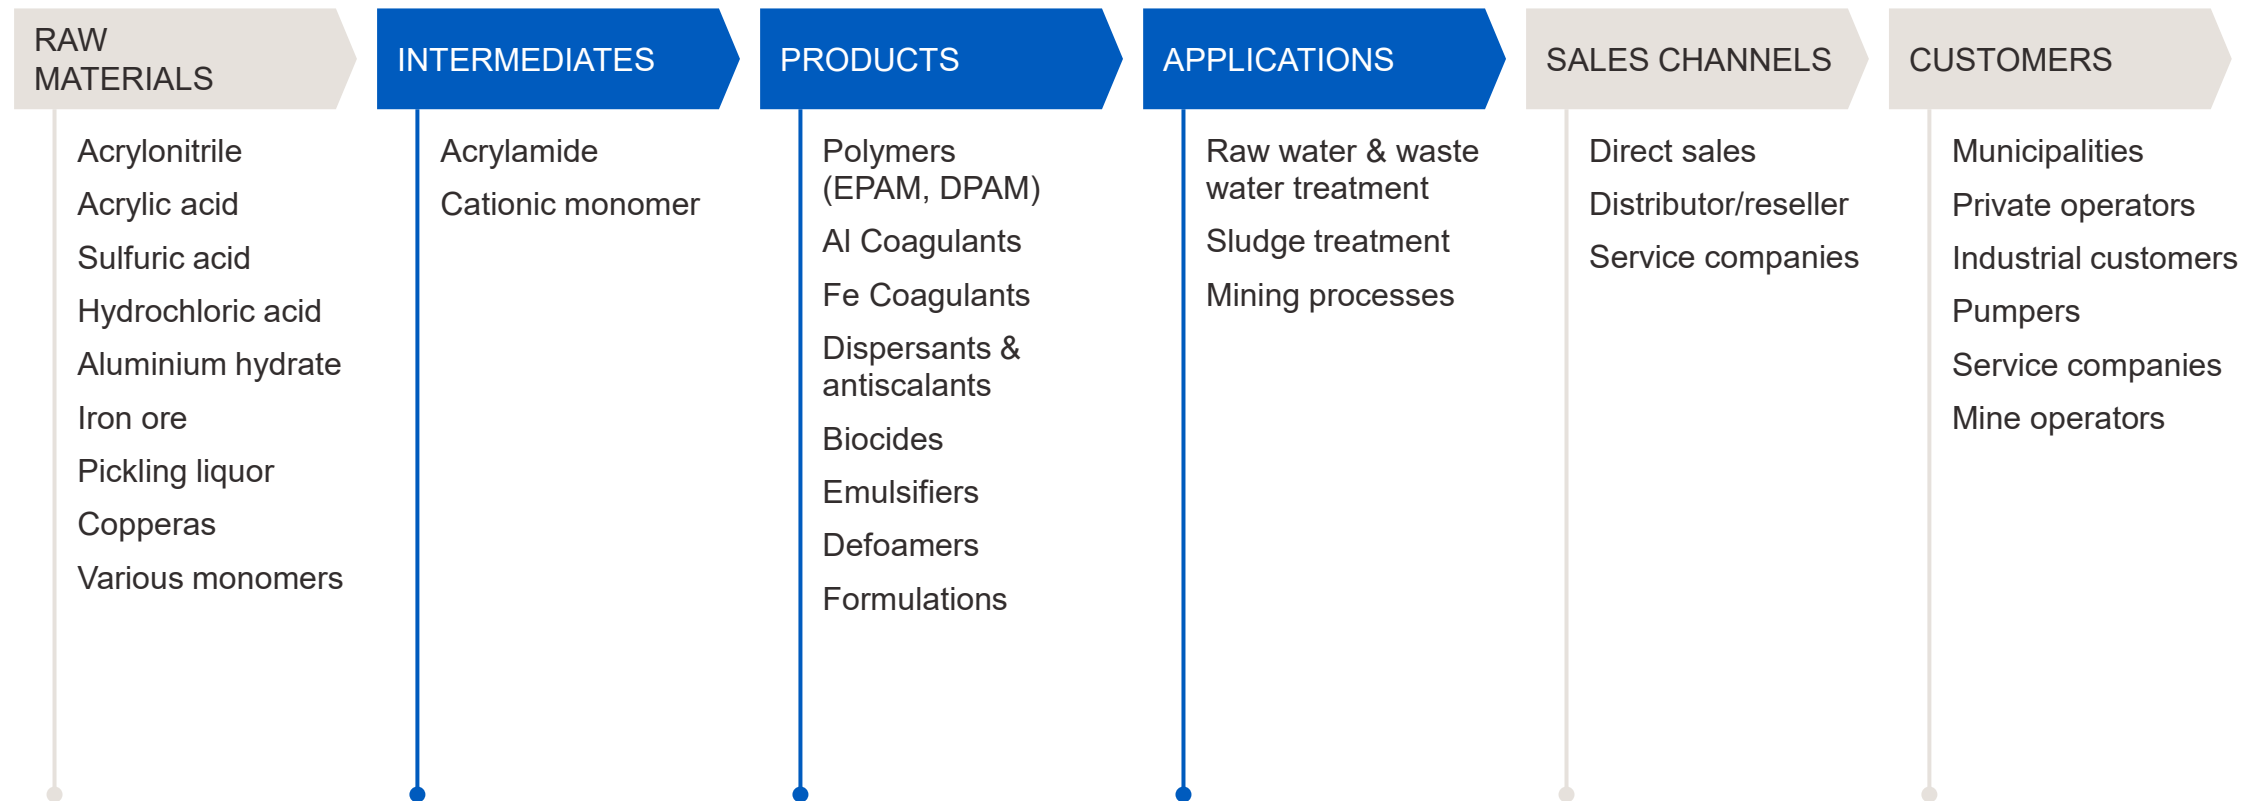 RAW
MATERIALS
Acrylonitrile
Acrylic acid
Sulfuric acid
Hydrochloric acid
Aluminium hydrate
Iron ore
Pickling liquor
Copperas
Various monomers
INTERMEDIATES
Acrylamide
Cationic monomer
PRODUCTS
Polymers
(EPAM, DPAM)
Al Coagulants
Fe Coagulants
Dispersants &
antiscalants
Biocides
Emulsifiers
Defoamers
Formulations
APPLICATIONS
Raw water & waste
water treatment
Sludge treatment
Mining processes
SALES CHANNELS
Direct sales
Distributor/reseller
Service companies
CUSTOMERS
Municipalities
Private operators
Industrial customers
Pumpers
Service companies
Mine operators